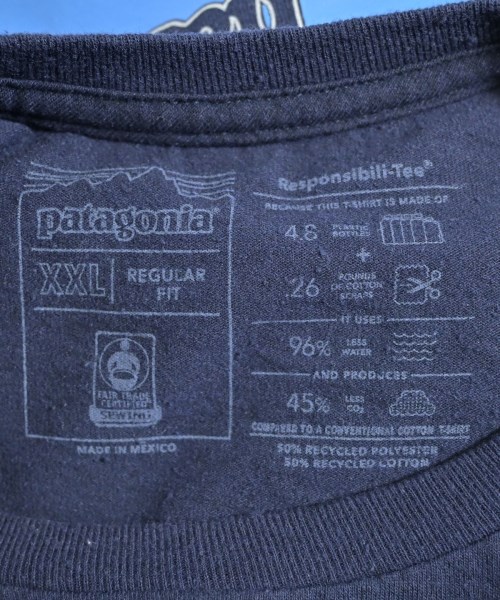 patagonia®
XXL
REGULAR
FIT
FAIR TRADE
CERTIFIED
SEWING
MADE IN MEXICO
Responsibili-Tee®
BECAUSE THIS T-SHIRT IS MADE OF
4.8 PLASTIC
BOTTLES
+
.26 POUNDS
OF COTTON
SCRAPS
IT USES
96% LESS
WATER
AND PRODUCES
45% LESS
CO2
COMPARED TO A CONVENTIONAL COTTON T-SHIRT
50% RECYCLED POLYESTER
50% RECYCLED COTTON